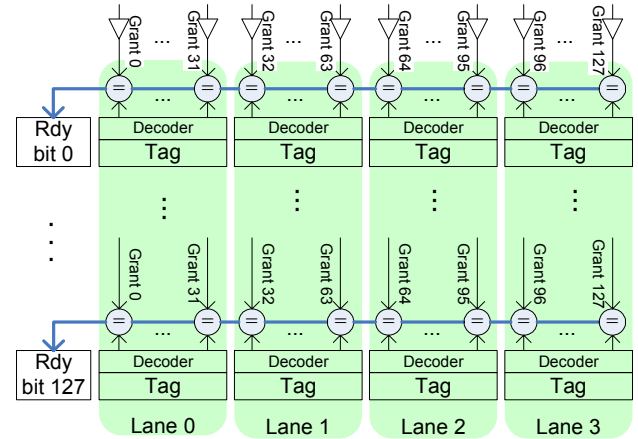 Grant 0 ... Grant 31 Grant 32 ... Grant 63 Grant 64 ... Grant 95 Grant 96 ... Grant 127
= ... = = ... = = ... = = ... =
Rdy
bit 0
Decoder Decoder Decoder Decoder
Tag Tag Tag Tag
... ... ... ... ...
Grant 0 Grant 31 Grant 32 Grant 63 Grant 64 Grant 95 Grant 96 Grant 127
= ... = = ... = = ... = = ... =
Rdy
bit 127
Decoder Decoder Decoder Decoder
Tag Tag Tag Tag
Lane 0 Lane 1 Lane 2 Lane 3